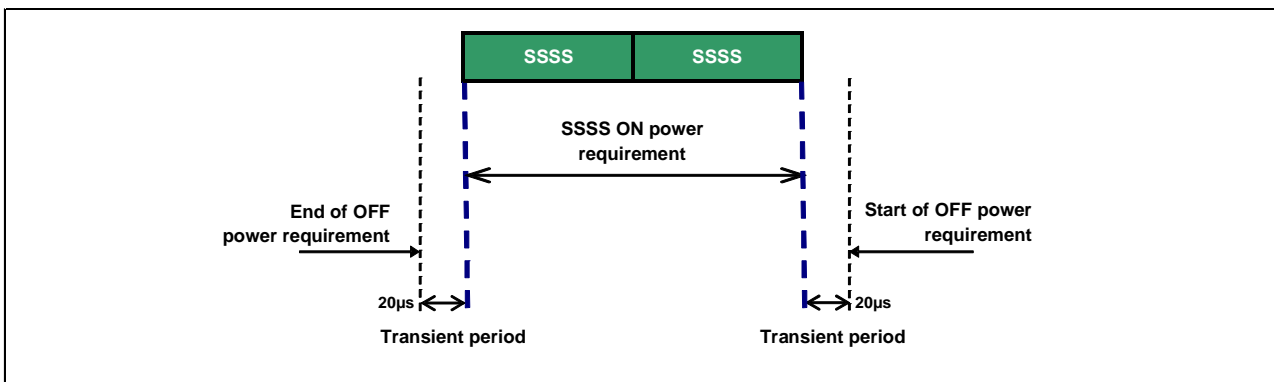 SSSS SSSS
SSSS ON power
requirement
End of OFF
power requirement
Start of OFF power
requirement
20µs
20µs
Transient period
Transient period